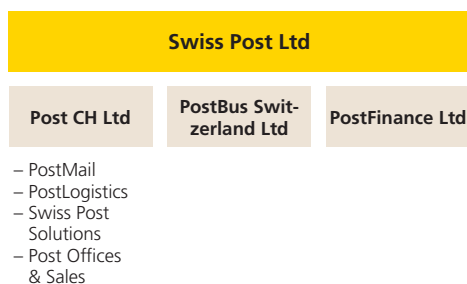 Swiss Post Ltd
Post CH Ltd
PostBus Swit-
zerland Ltd
PostFinance Ltd
– PostMail
– PostLogistics
– Swiss Post
Solutions
– Post Offices
& Sales